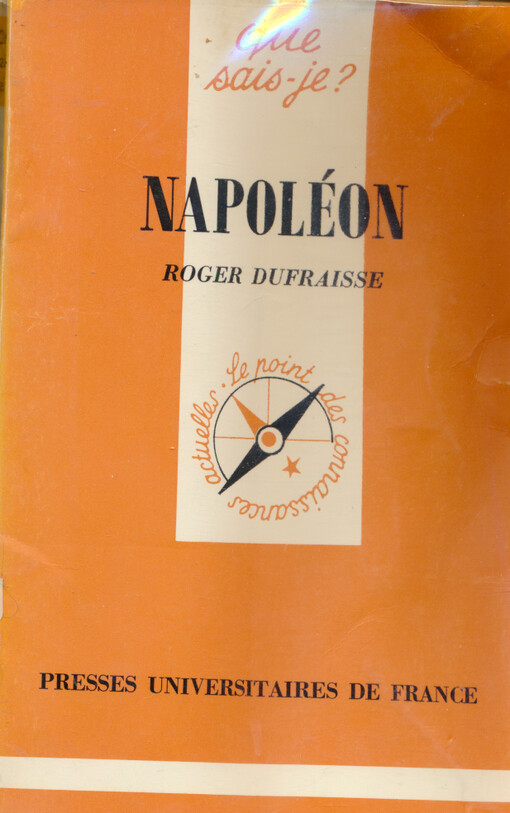 que
sais-je?
NAPOLÉON
ROGER DUFRAISSE
Le point des connaissances actuelles.
PRESSES UNIVERSITAIRES DE FRANCE